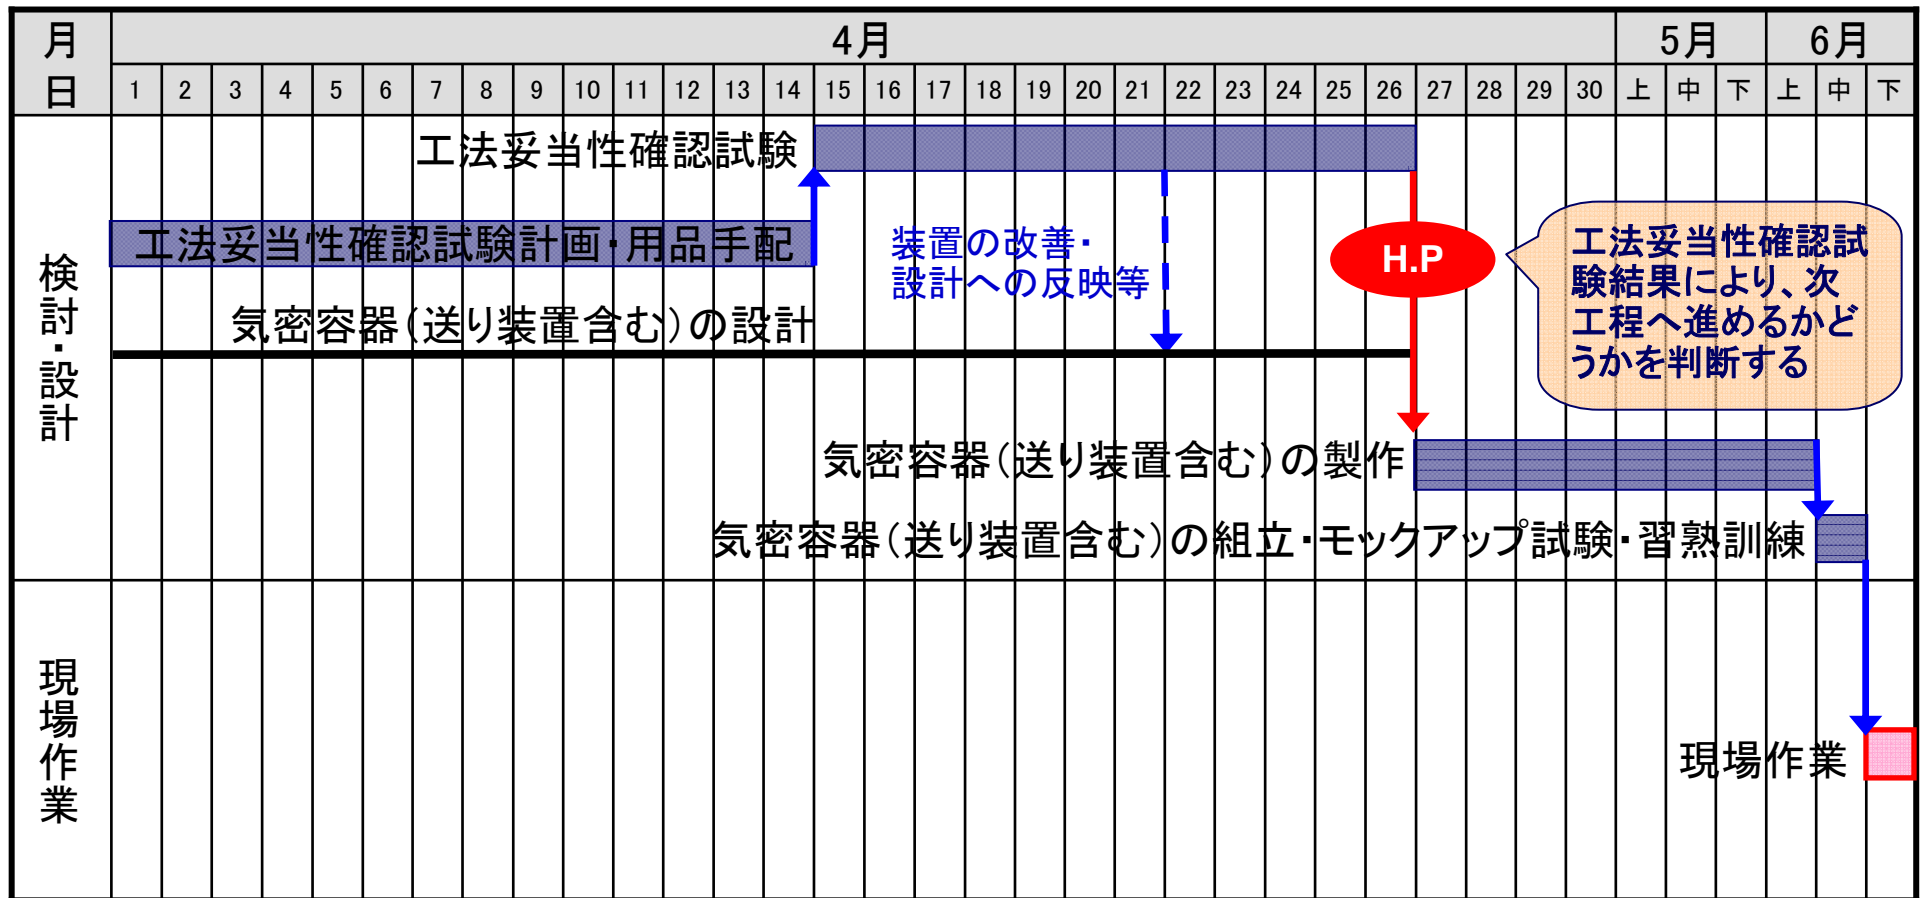 月 4月 5月 6月
日 1 2 3 4 5 6 7 8 9 10 11 12 13 14 15 16 17 18 19 20 21 22 23 24 25 26 27 28 29 30 上 中 下 上 中 下
検討・設計
工法妥当性確認試験
工法妥当性確認試験計画・用品手配
装置の改善・
設計への反映等
H.P
工法妥当性確認試
験結果により、次
工程へ進めるかど
うかを判断する
気密容器（送り装置含む）の設計
気密容器（送り装置含む）の製作
気密容器（送り装置含む）の組立・モックアップ試験・習熟訓練
現場作業
現場作業